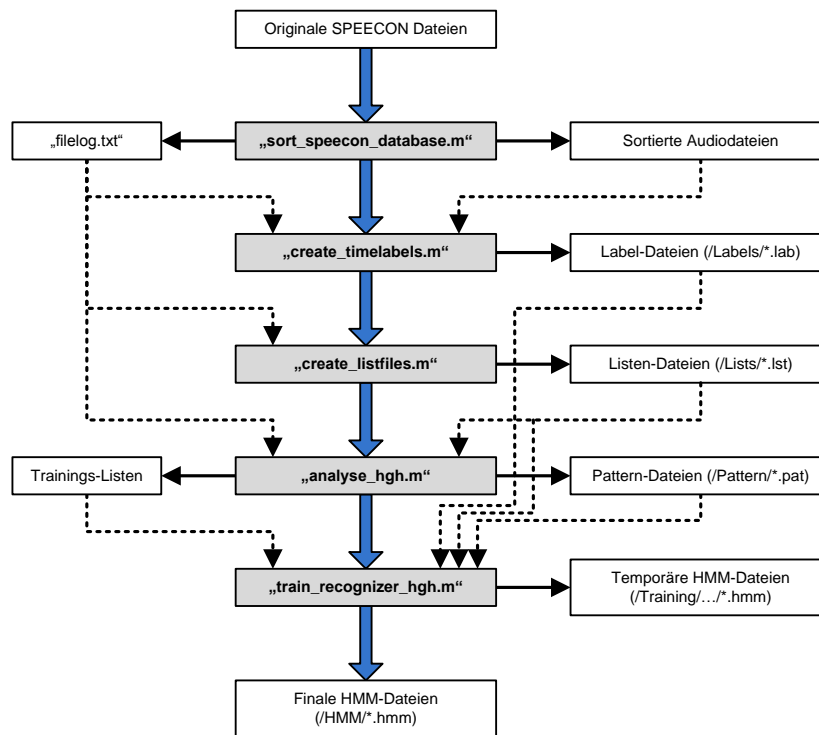 Originale SPEECON Dateien
„filelog.txt“
„sort_speecon_database.m“
Sortierte Audiodateien
„create_timelabels.m“
Label-Dateien (/Labels/*.lab)
„create_listfiles.m“
Listen-Dateien (/Lists/*.lst)
Trainings-Listen
„analyse_hgh.m“
Pattern-Dateien (/Pattern/*.pat)
„train_recognizer_hgh.m“
Temporäre HMM-Dateien
(/Training/…/*.hmm)
Finale HMM-Dateien
(/HMM/*.hmm)